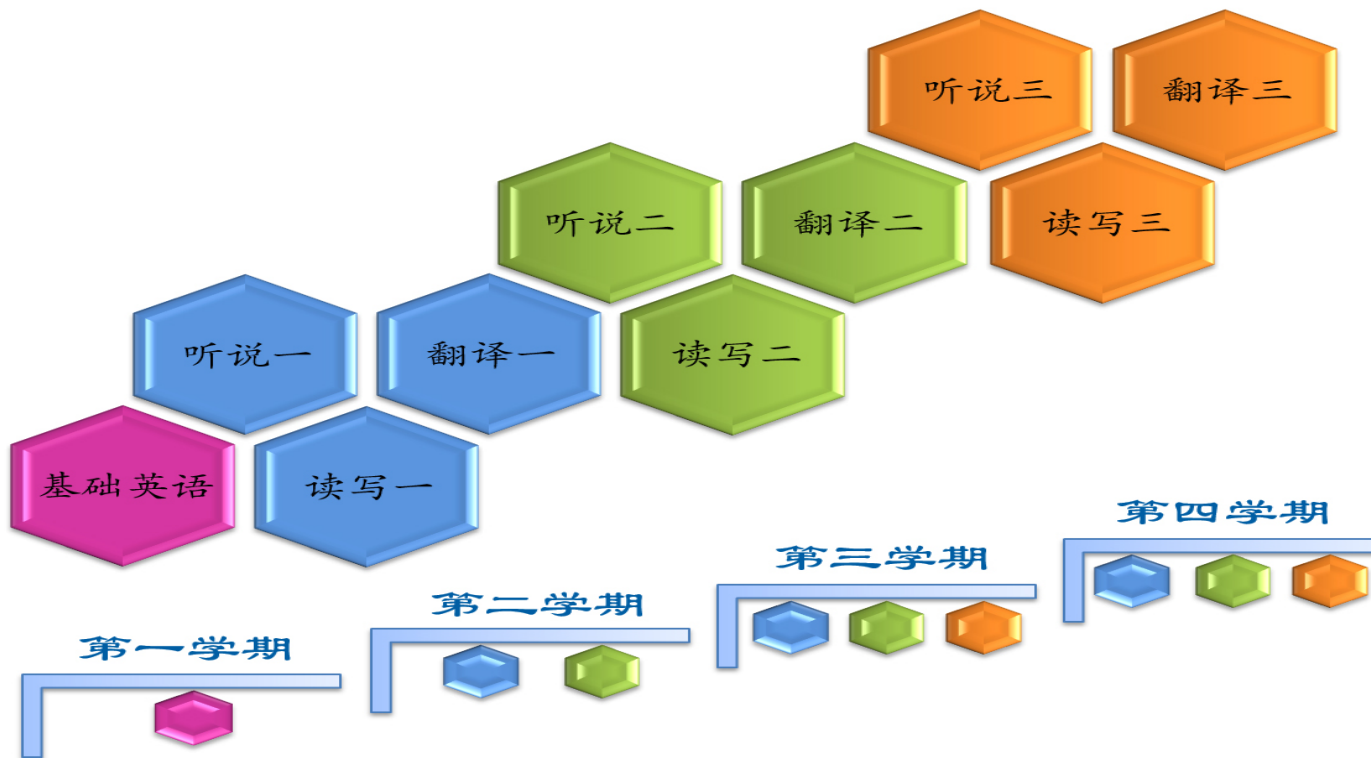 听说三
翻译三
听说二
翻译二
读写三
听说一
翻译一
读写二
基础英语
读写一
第四学期
第三学期
第二学期
第一学期